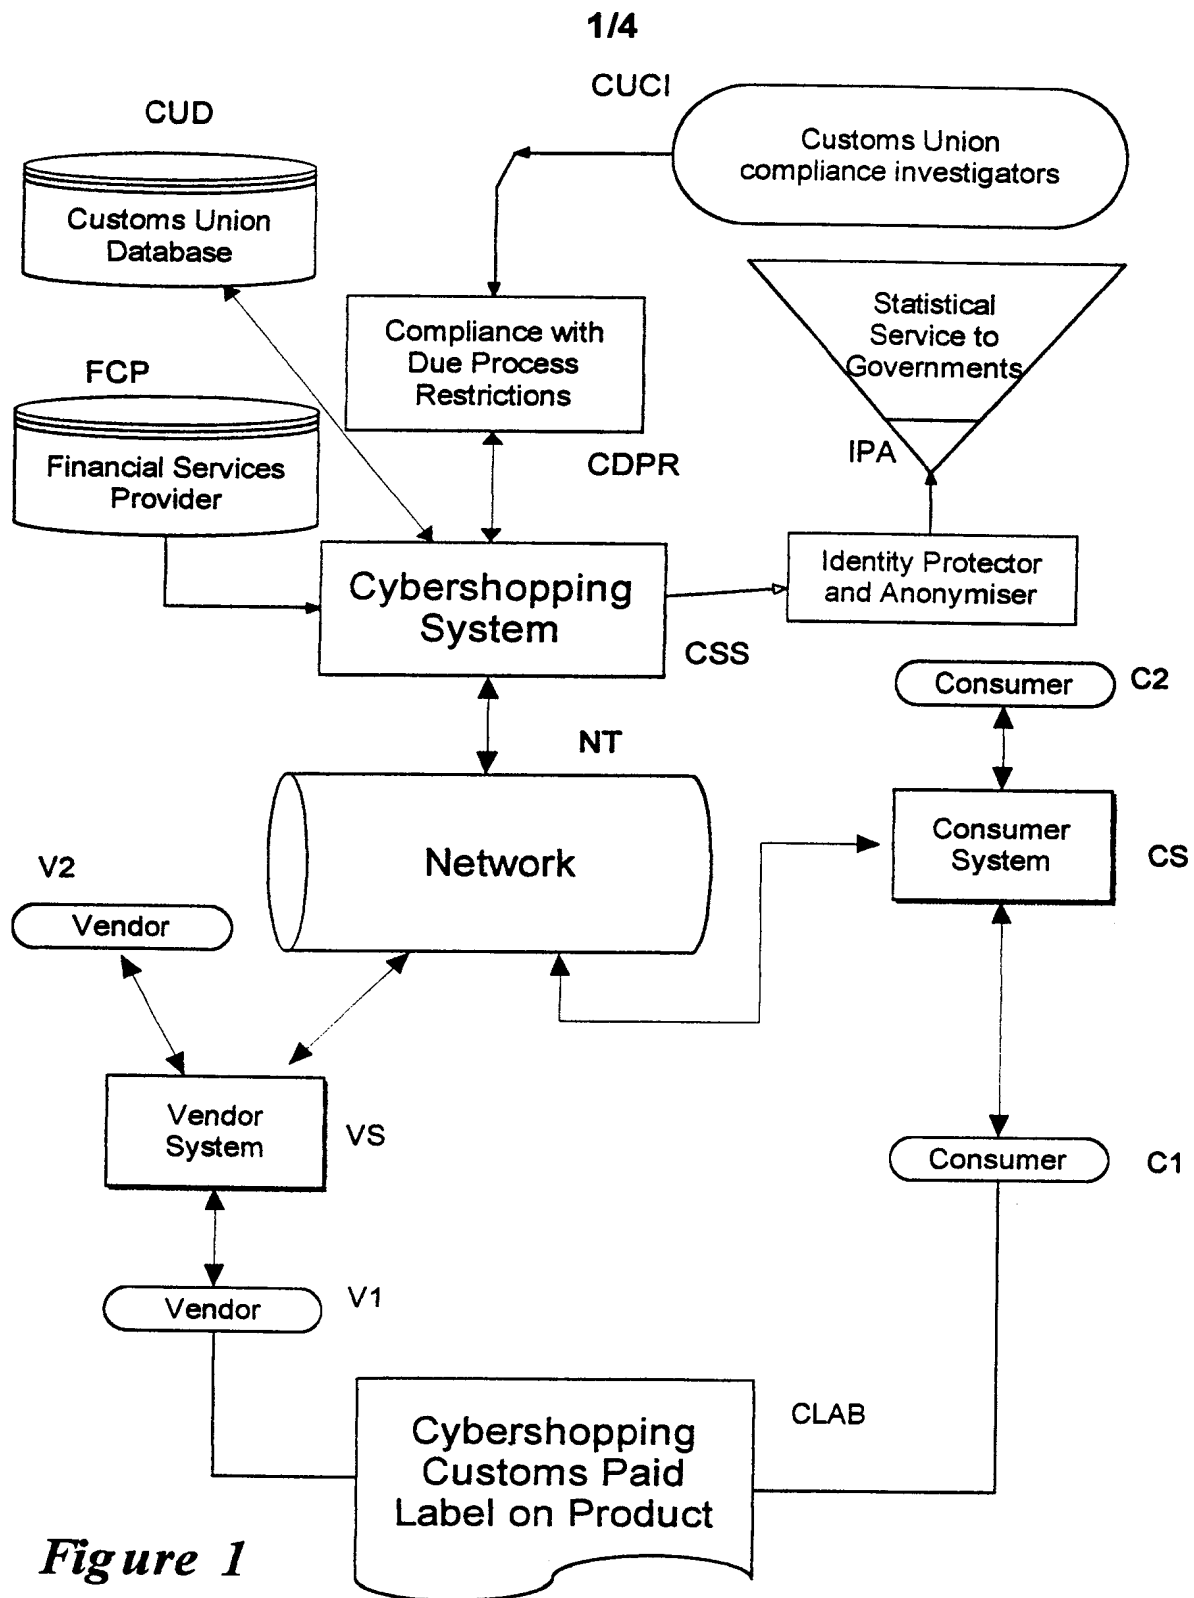 1/4
CUCI
CUD
Customs Union
compliance investigators
Customs Union
Database
Statistical
Service to
Governments
Compliance with
Due Process
Restrictions
FCP
IPA
CDPR
Financial Services
Provider
Identity Protector
and Anonymiser
Cybershopping
System
CSS
Consumer
C2
NT
Consumer
System
CS
Network
V2
Vendor
Vendor
System
VS
Consumer
C1
Vendor
V1
CLAB
Cybershopping
Customs Paid
Label on Product
Figure 1